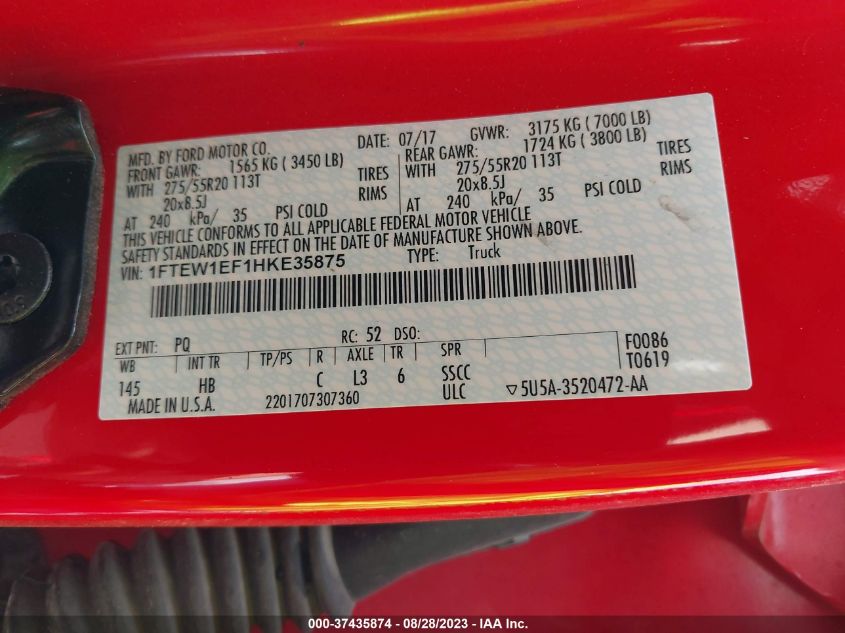 MFD. BY FORD MOTOR CO.
DATE: 07/17 GVWR: 3175 KG ( 7000 LB)
FRONT GAWR: 1565 KG ( 3450 LB)
REAR GAWR: 1724 KG ( 3800 LB)
WITH 275/55R20 113T TIRES
WITH 275/55R20 113T TIRES
20x8.5J RIMS
20x8.5J RIMS
AT 240 kPa/ 35 PSI COLD
AT 240 kPa/ 35 PSI COLD
THIS VEHICLE CONFORMS TO ALL APPLICABLE FEDERAL MOTOR VEHICLE
SAFETY STANDARDS IN EFFECT ON THE DATE OF MANUFACTURE SHOWN ABOVE.
VIN: 1FTEW1EF1HKE35875 TYPE: Truck
EXT PNT: PQ RC: 52 DSO:
WB INT TR TP/PS R AXLE TR SPR F0086
145 HB C L3 6 SSCC T0619
MADE IN U.S.A. 2201707307360 ULC ▽5U5A-3520472-AA
000-37435874 - 08/28/2023 - IAA Inc.